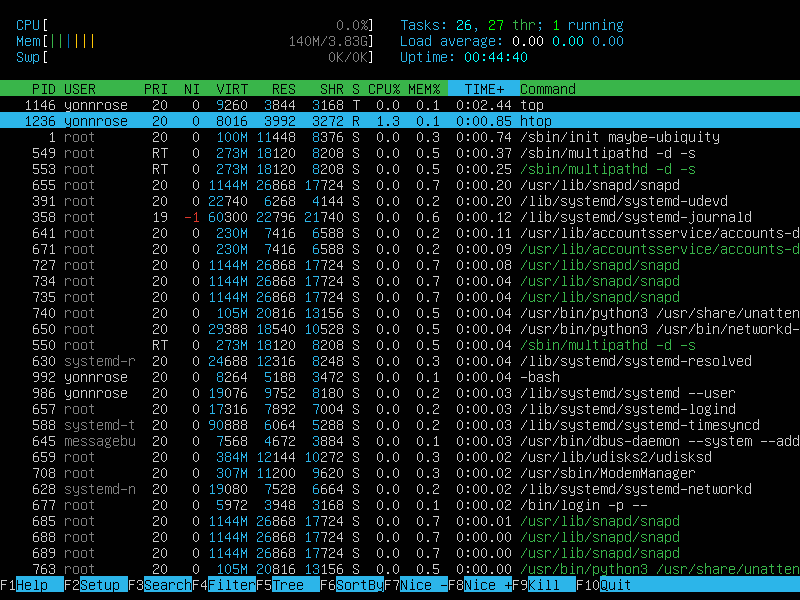 CPU[ 0.0%] Tasks: 26, 27 thr; 1 running
Mem[|||||| 140M/3.83G] Load average: 0.00 0.00 0.00
Swp[ 0K/0K] Uptime: 00:44:40
PID USER PRI NI VIRT RES SHR S CPU% MEM% TIME+ Command
1146 yonnrose 20 0 9260 3844 3168 T 0.0 0.1 0:02.44 top
1236 yonnrose 20 0 8016 3992 3272 R 1.3 0.1 0:00.85 htop
1 root 20 0 100M 11448 8376 S 0.0 0.3 0:00.74 /sbin/init maybe-ubiquity
549 root RT 0 273M 18120 8208 S 0.0 0.5 0:00.37 /sbin/multipathd -d -s
553 root RT 0 273M 18120 8208 S 0.0 0.5 0:00.25 /sbin/multipathd -d -s
655 root 20 0 1144M 26868 17724 S 0.0 0.7 0:00.20 /usr/lib/snapd/snapd
391 root 20 0 22740 6268 4144 S 0.0 0.2 0:00.20 /lib/systemd/systemd-udevd
358 root 19 -1 60300 22796 21740 S 0.0 0.6 0:00.12 /lib/systemd/systemd-journald
641 root 20 0 230M 7416 6588 S 0.0 0.2 0:00.11 /usr/lib/accountsservice/accounts-d
671 root 20 0 230M 7416 6588 S 0.0 0.2 0:00.09 /usr/lib/accountsservice/accounts-d
727 root 20 0 1144M 26868 17724 S 0.0 0.7 0:00.08 /usr/lib/snapd/snapd
734 root 20 0 1144M 26868 17724 S 0.0 0.7 0:00.04 /usr/lib/snapd/snapd
735 root 20 0 1144M 26868 17724 S 0.0 0.7 0:00.04 /usr/lib/snapd/snapd
740 root 20 0 105M 20816 13156 S 0.0 0.5 0:00.04 /usr/bin/python3 /usr/share/unatten
650 root 20 0 29388 18540 10528 S 0.0 0.5 0:00.04 /usr/bin/python3 /usr/bin/networkd-
550 root RT 0 273M 18120 8208 S 0.0 0.5 0:00.04 /sbin/multipathd -d -s
630 systemd-r 20 0 24688 12316 8248 S 0.0 0.3 0:00.04 /lib/systemd/systemd-resolved
992 yonnrose 20 0 8264 5188 3472 S 0.0 0.1 0:00.04 -bash
986 yonnrose 20 0 19076 9752 8180 S 0.0 0.2 0:00.04 /lib/systemd/systemd --user
657 root 20 0 17316 7892 7004 S 0.0 0.2 0:00.03 /lib/systemd/systemd-logind
588 systemd-t 20 0 90888 6064 5288 S 0.0 0.2 0:00.03 /lib/systemd/systemd-timesyncd
645 messagebu 20 0 7568 4672 3884 S 0.0 0.1 0:00.03 /usr/bin/dbus-daemon --system --add
659 root 20 0 384M 12144 10272 S 0.0 0.3 0:00.03 /usr/lib/udisks2/udisksd
708 root 20 0 307M 11200 9620 S 0.0 0.3 0:00.02 /usr/sbin/ModemManager
628 systemd-n 20 0 19080 7528 6664 S 0.0 0.2 0:00.02 /lib/systemd/systemd-networkd
677 root 20 0 5972 3948 3168 S 0.0 0.1 0:00.02 /bin/login -p --
685 root 20 0 1144M 26868 17724 S 0.0 0.7 0:00.01 /usr/lib/snapd/snapd
688 root 20 0 1144M 26868 17724 S 0.0 0.7 0:00.00 /usr/lib/snapd/snapd
689 root 20 0 1144M 26868 17724 S 0.0 0.7 0:00.00 /usr/lib/snapd/snapd
763 root 20 0 105M 20816 13156 S 0.0 0.5 0:00.00 /usr/bin/python3 /usr/share/unatten
F1Help F2Setup F3SearchF4FilterF5Tree F6SortByF7Nice -F8Nice +F9Kill F10Quit